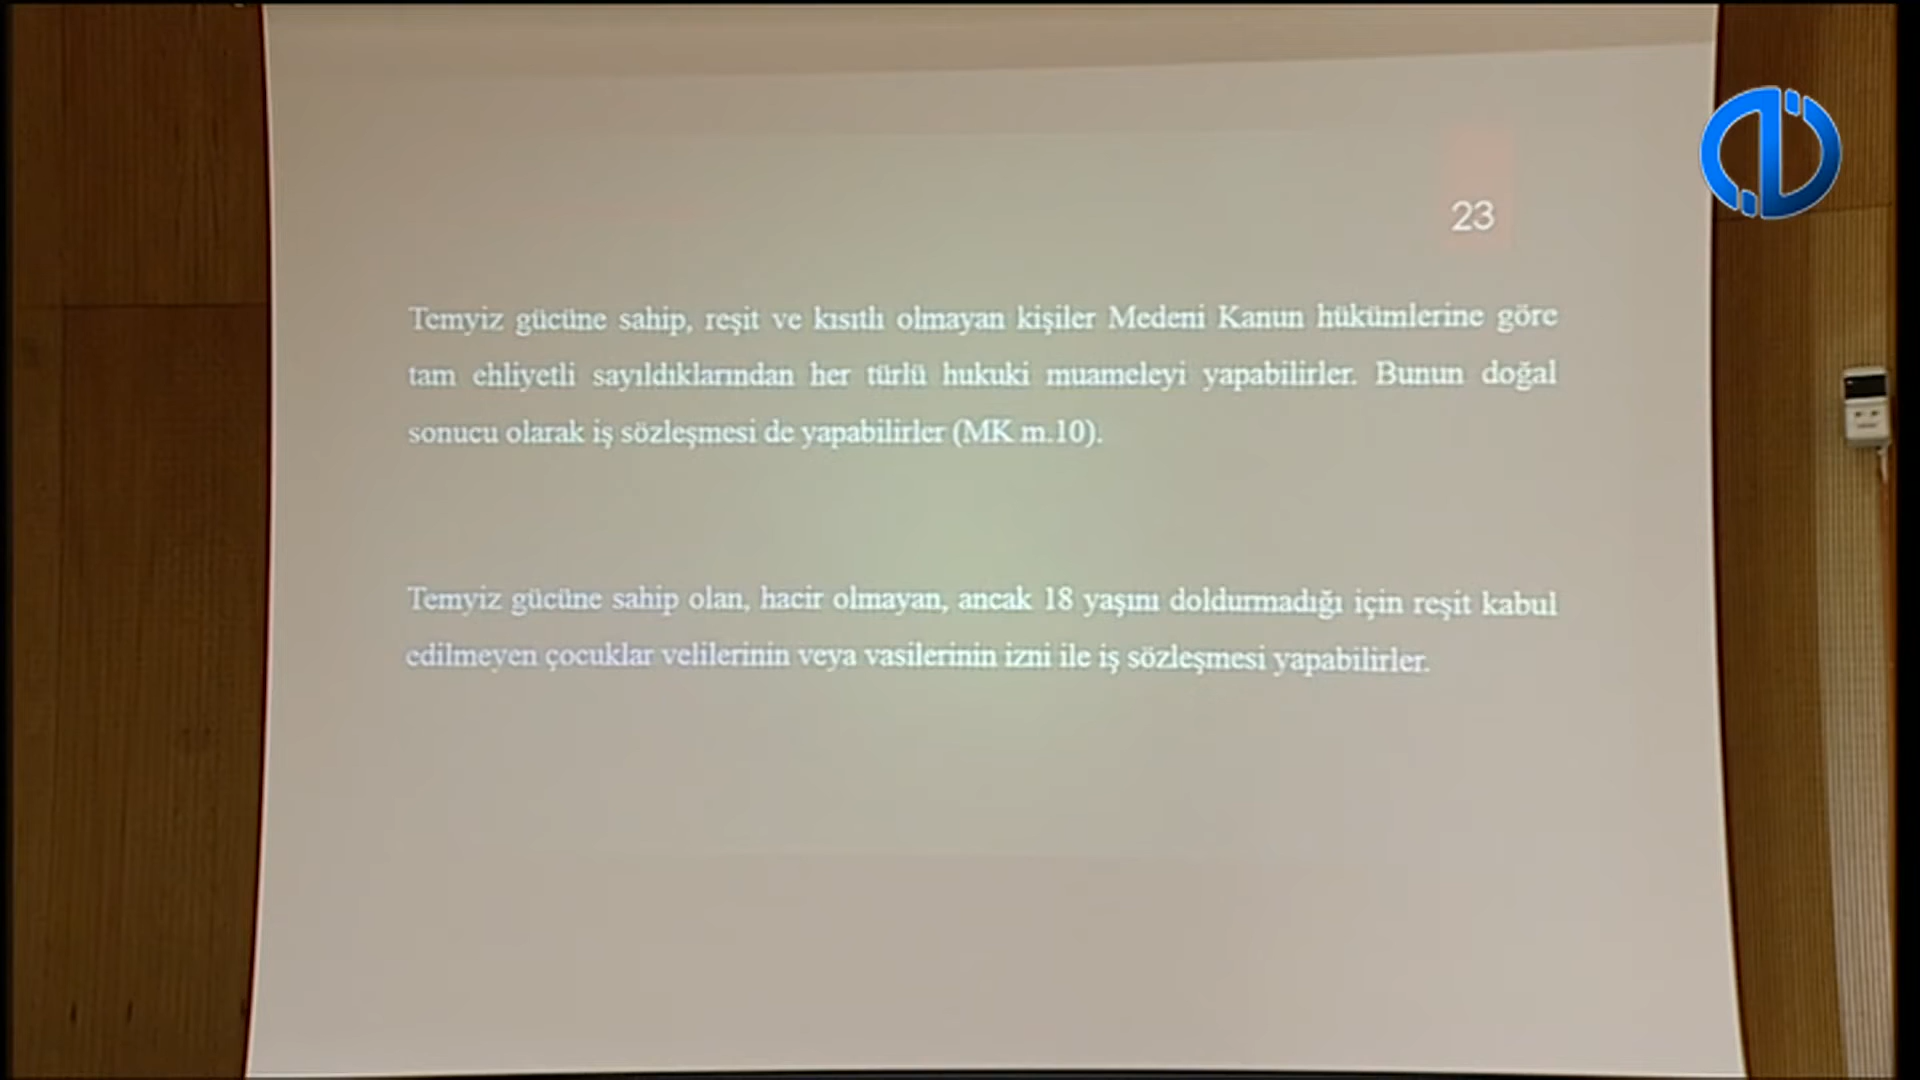 23
Temyiz gücüne sahip, reşit ve kısıtlı olmayan kişiler Medeni Kanun hükümlerine göre
tam ehliyetli sayıldıklarından her türlü hukuki muameleyi yapabilirler. Bunun doğal
sonucu olarak iş sözleşmesi de yapabilirler (MK m.10).
Temyiz gücüne sahip olan, hacir olmayan, ancak 18 yaşını doldurmadığı için reşit kabul
edilmeyen çocuklar velilerinin veya vasilerinin izni ile iş sözleşmesi yapabilirler.